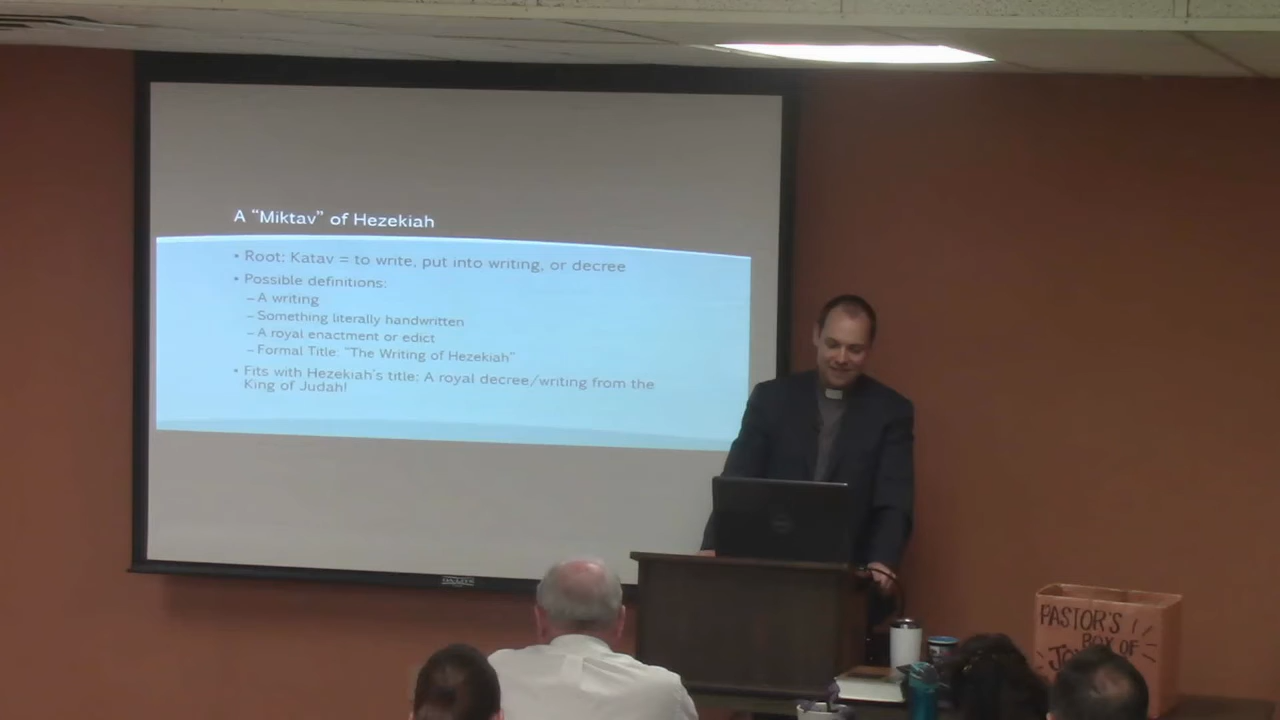 A “Miktav” of Hezekiah
• Root: Katav = to write, put into writing, or decree
• Possible definitions:
– A writing
– Something literally handwritten
– A royal enactment or edict
– Formal Title: “The Writing of Hezekiah”
• Fits with Hezekiah’s title: A royal decree/writing from the
King of Judah!
PASTOR'S
BOX OF